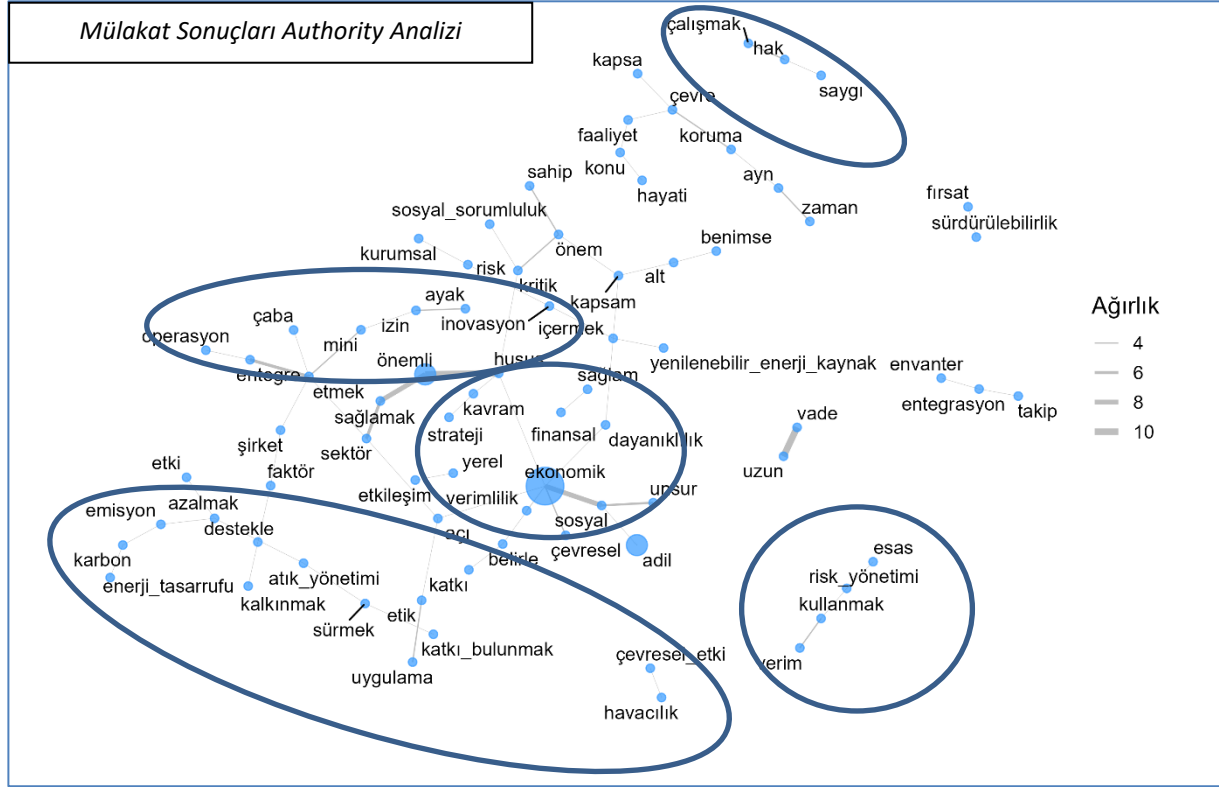 Mülakat Sonuçları Authority Analizi
çalışmak
hak
saygı
kapsa
çevre
faaliyet
koruma
konu
hayati
ayn
zaman
fırsat
sürdürülebilirlik
sahip
sosyal_sorumluluk
kurumsal
risk
önem
benimse
kritik
alt
kapsam
ayak
inovasyon
içermek
çaba
izin
mini
operasyon
önemli
husus
entegre
etmek
yenilenebilir_enerji_kaynak
sağlam
sağlamak
kavram
strateji
finansal
dayanıklılık
sektör
şirket
yerel
ekonomik
etki
faktör
etkileşim
verimlilik
unsur
sosyal
açı
çevresel
adil
belirle
azalmak
emisyon
destekle
karbon
enerji_tasarrufu
atık_yönetimi
kalkınmak
katkı
etik
sürmek
katkı_bulunmak
uygulama
çevresel_etki
havacılık
envanter
entegrasyon
takip
vade
uzun
esas
risk_yönetimi
kullanmak
verim
Ağırlık
4
6
8
10